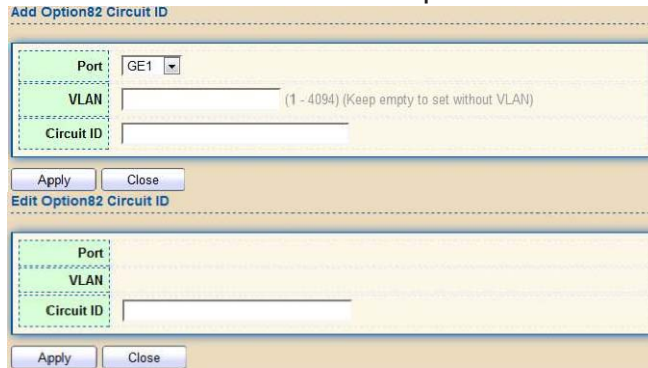 Add Option82 Circuit ID
Port GE1
VLAN (1 - 4094) (Keep empty to set without VLAN)
Circuit ID
Apply Close
Edit Option82 Circuit ID
Port
VLAN
Circuit ID
Apply Close